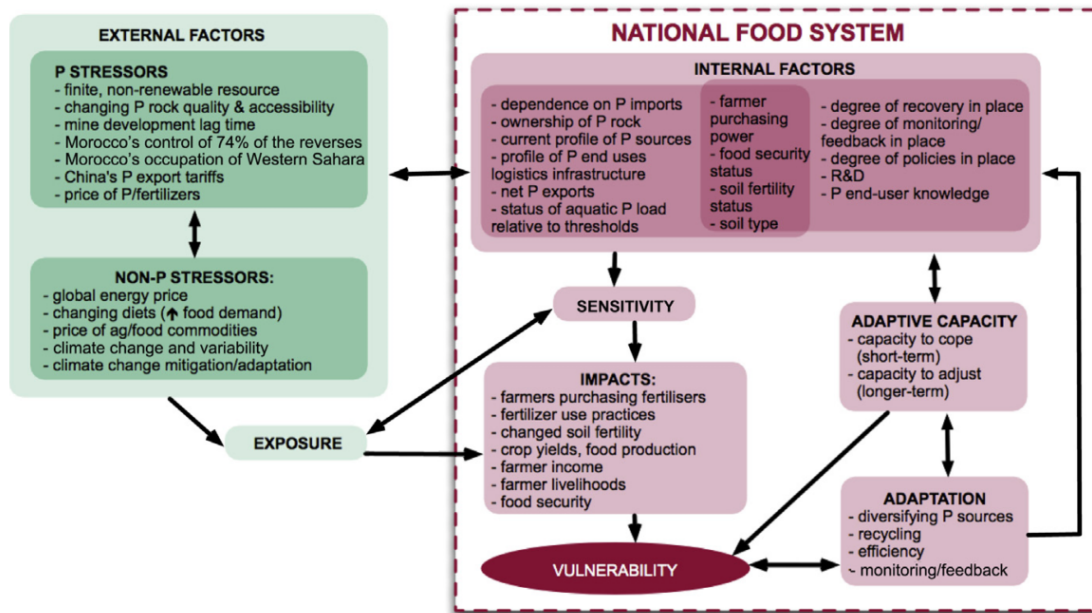 EXTERNAL FACTORS
P STRESSORS
- finite, non-renewable resource
- changing P rock quality & accessibility
- mine development lag time
- Morocco's control of 74% of the reverses
- Morocco's occupation of Western Sahara
- China's P export tariffs
- price of P/fertilizers
NON-P STRESSORS:
- global energy price
- changing diets (↑ food demand)
- price of ag/food commodities
- climate change and variability
- climate change mitigation/adaptation
EXPOSURE
NATIONAL FOOD SYSTEM
INTERNAL FACTORS
- dependence on P imports
- ownership of P rock
- current profile of P sources
- profile of P end uses
logistics infrastructure
- net P exports
- status of aquatic P load
relative to thresholds
- farmer
purchasing
power
- food security
status
- soil fertility
status
- soil type
- degree of recovery in place
- degree of monitoring/
feedback in place
- degree of policies in place
- R&D
- P end-user knowledge
SENSITIVITY
IMPACTS:
- farmers purchasing fertilisers
- fertilizer use practices
- changed soil fertility
- crop yields, food production
- farmer income
- farmer livelihoods
- food security
VULNERABILITY
ADAPTIVE CAPACITY
- capacity to cope
(short-term)
- capacity to adjust
(longer-term)
ADAPTATION
- diversifying P sources
- recycling
- efficiency
- monitoring/feedback